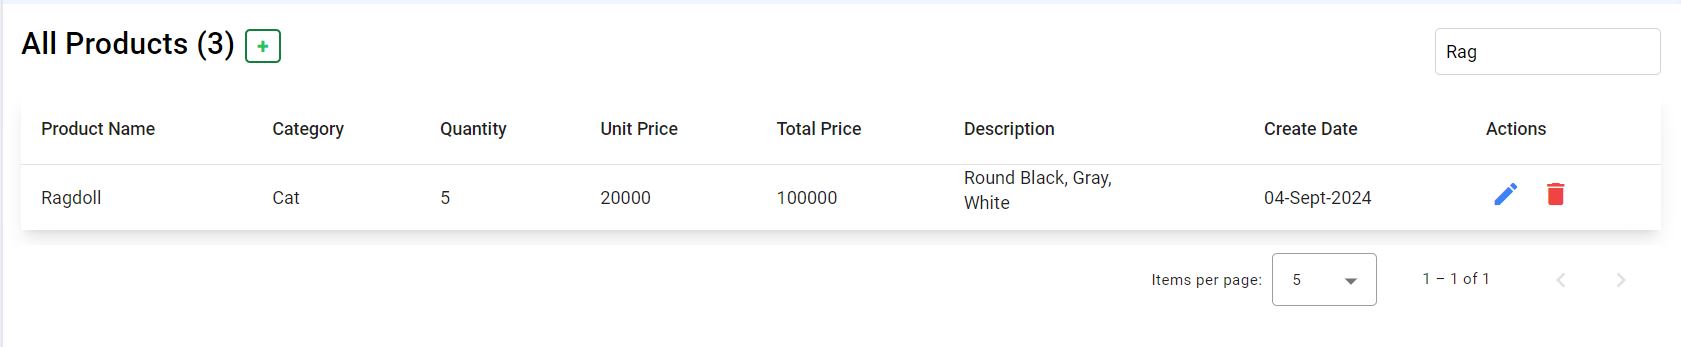 All Products (3) +
Rag
Product Name Category Quantity Unit Price Total Price Description Create Date Actions
Ragdoll Cat 5 20000 100000 Round Black, Gray, White 04-Sept-2024
Items per page: 5 1 – 1 of 1